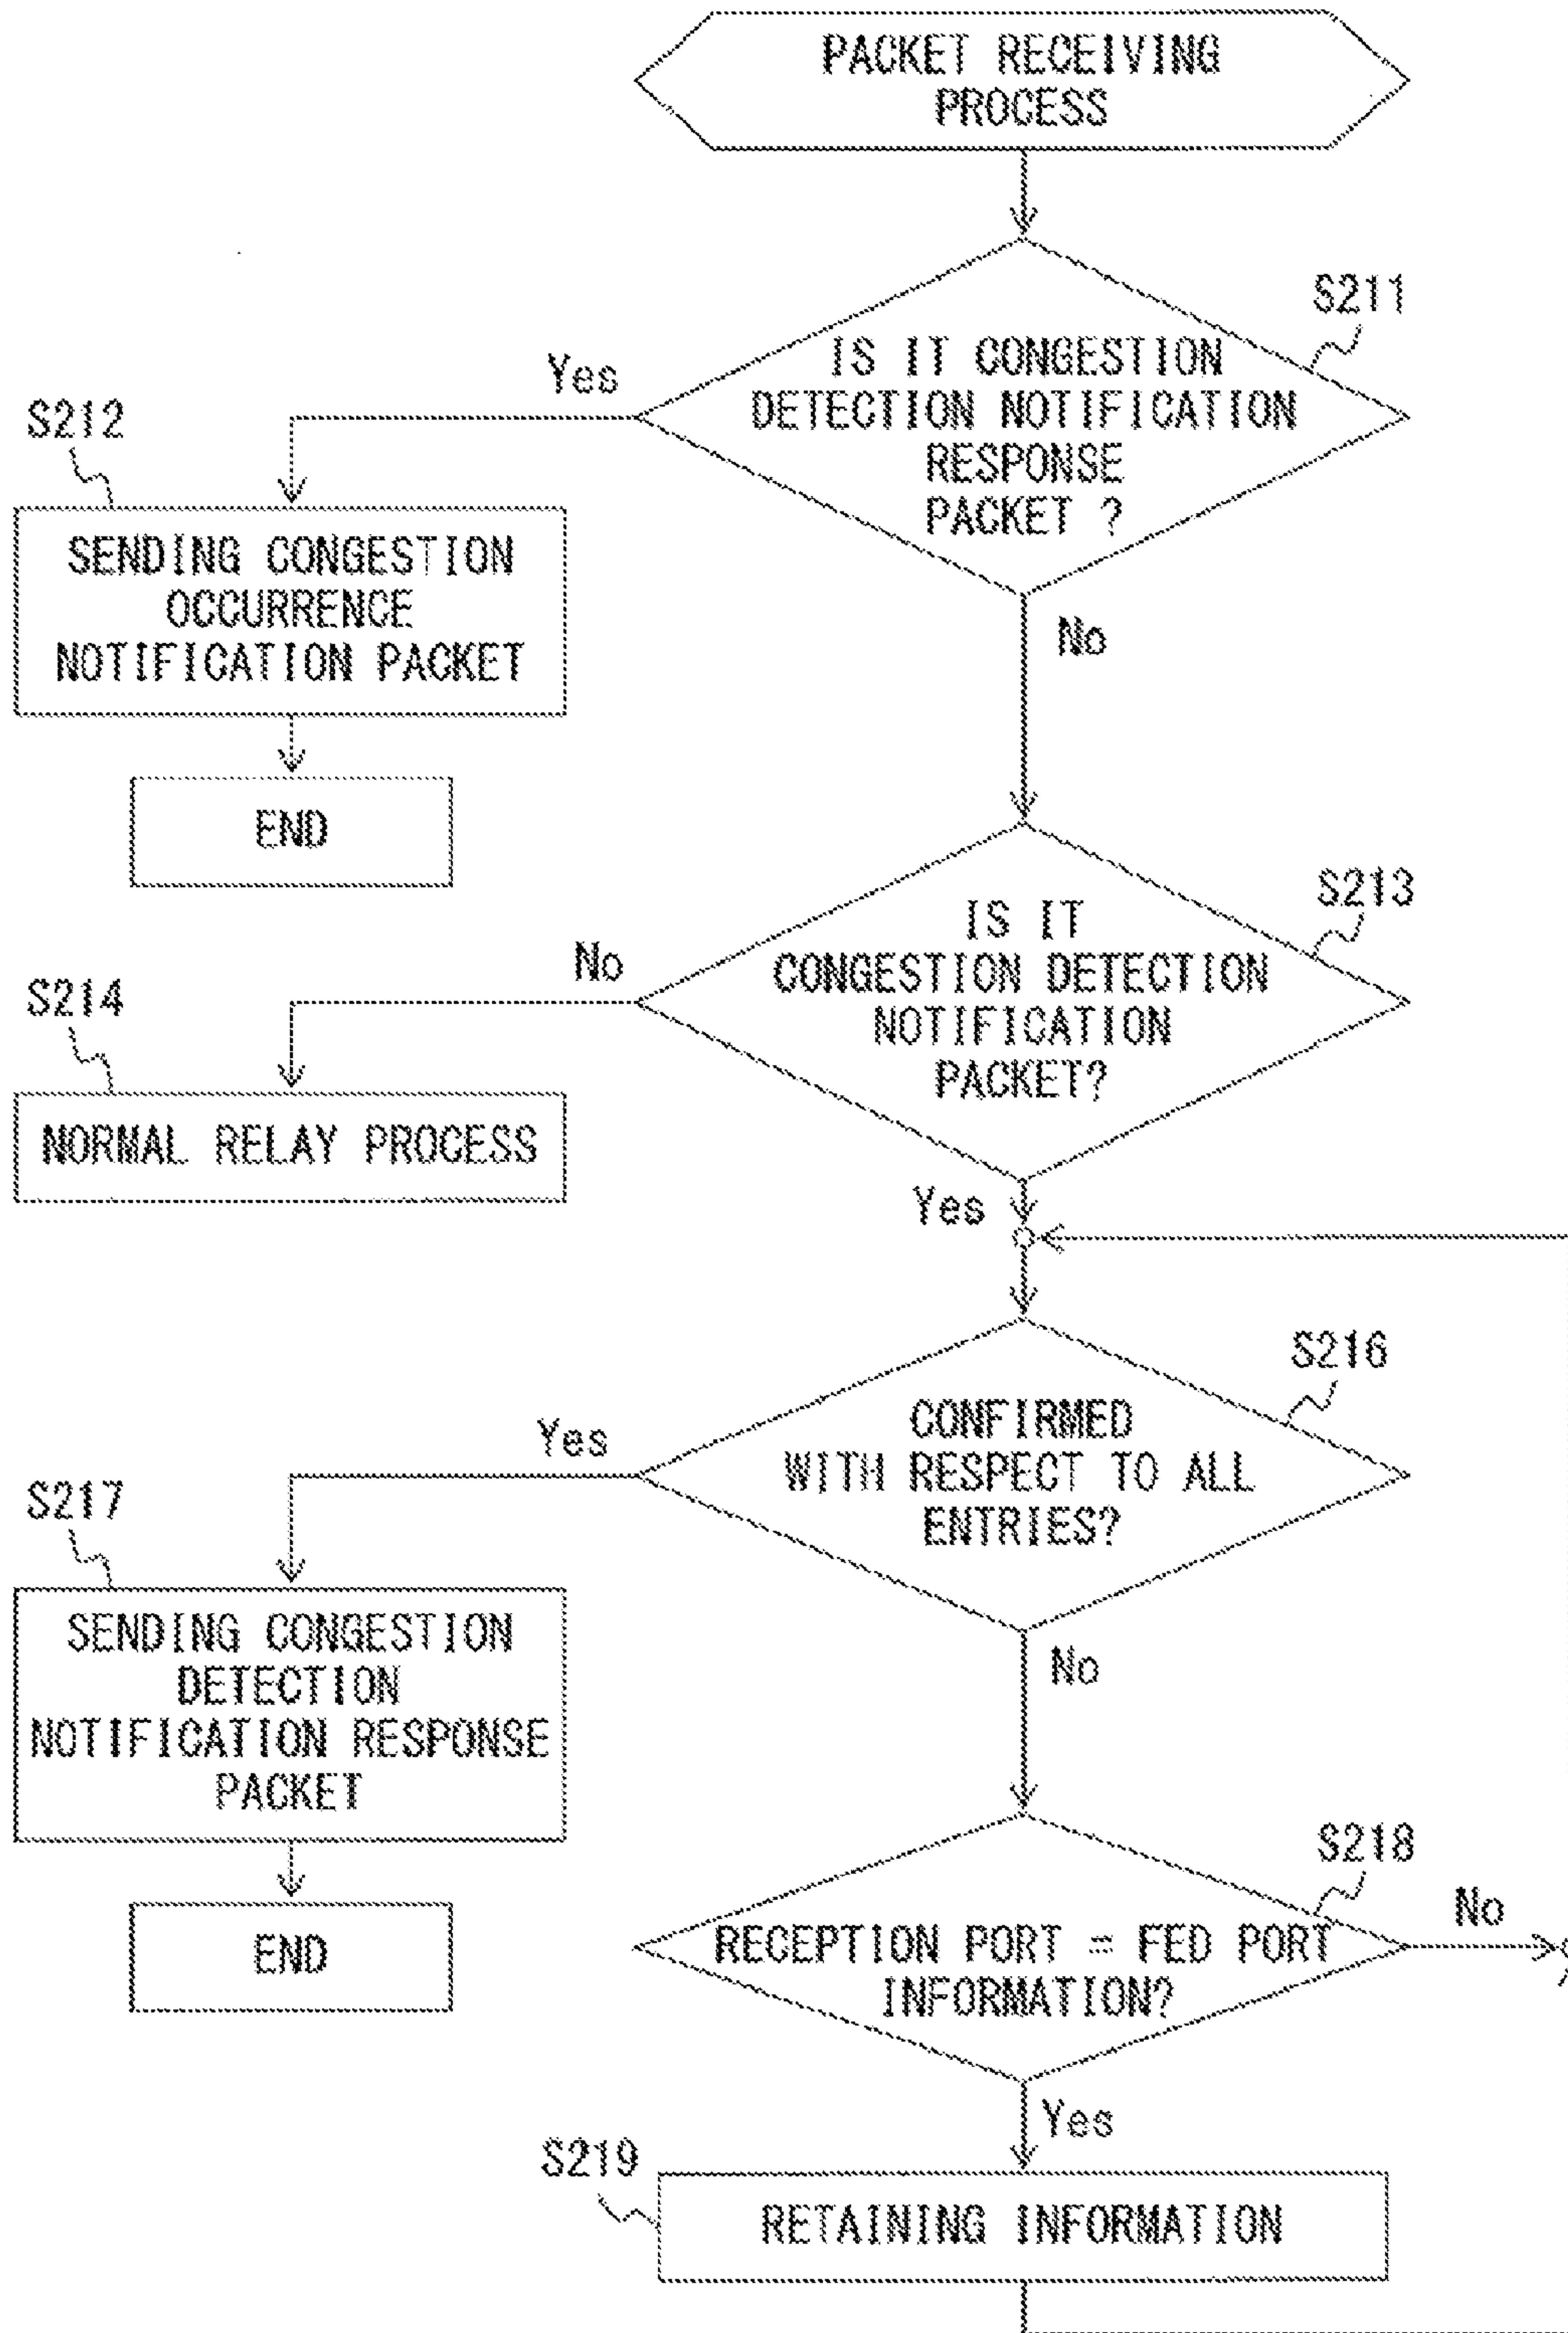 PACKET RECEIVING
PROCESS
S211
IS IT CONGESTION
DETECTION NOTIFICATION
RESPONSE
PACKET ?
Yes
S212
SENDING CONGESTION
OCCURRENCE
NOTIFICATION PACKET
No
END
S213
IS IT
CONGESTION DETECTION
NOTIFICATION
PACKET?
No
S214
NORMAL RELAY PROCESS
Yes
S216
CONFIRMED
WITH RESPECT TO ALL
ENTRIES?
Yes
S217
SENDING CONGESTION
DETECTION
NOTIFICATION RESPONSE
PACKET
No
END
S218
RECEPTION PORT = FED PORT
INFORMATION?
No
Yes
S219
RETAINING INFORMATION